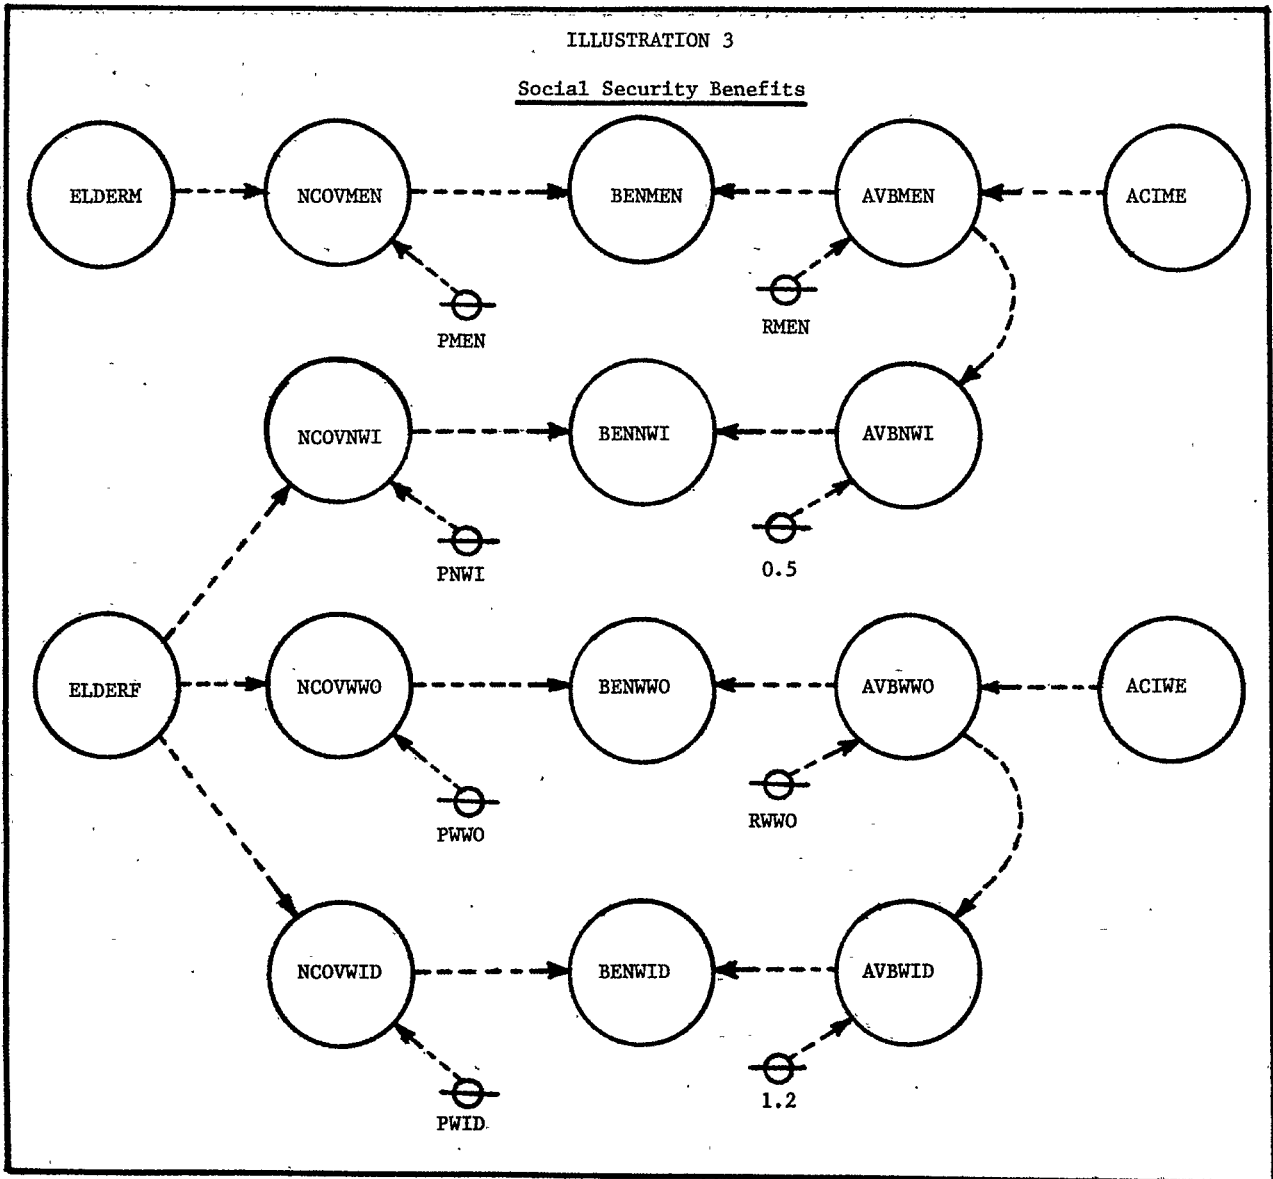 ILLUSTRATION 3
Social Security Benefits
ELDERM NCOVMEN BENMEN AVBMEN ACIME
PMEN RMEN
NCOVNWI BENNWI AVBNWI
PNWI 0.5
ELDERF NCOVWWO BENWWO AVBWWO ACIWE
PWWO RWWO
NCOVWID BENWID AVBWID
PWID 1.2